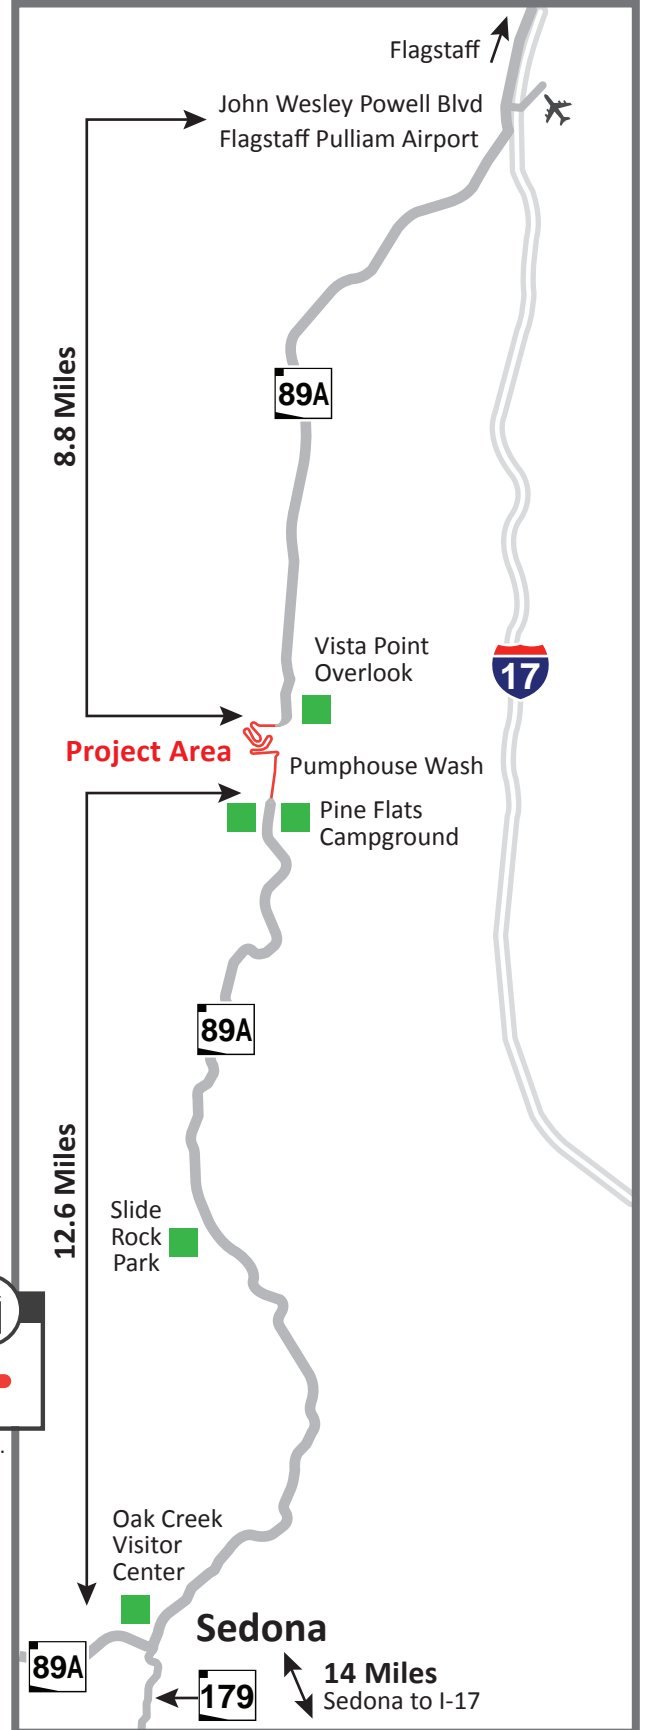 Flagstaff
John Wesley Powell Blvd
Flagstaff Pulliam Airport
8.8 Miles
89A
Vista Point
Overlook
17
Project Area
Pumphouse Wash
Pine Flats
Campground
89A
12.6 Miles
Slide
Rock
Park
Oak Creek
Visitor
Center
Sedona
89A
179
14 Miles
Sedona to I-17